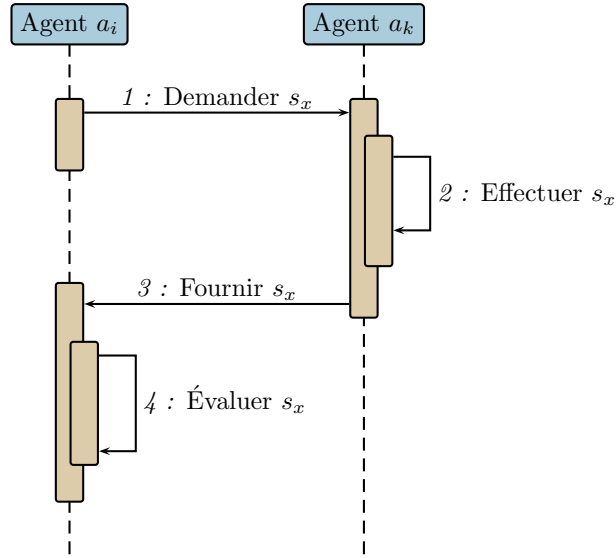 Agent a_i
Agent a_k
1 : Demander s_x
2 : Effectuer s_x
3 : Fournir s_x
4 : Évaluer s_x